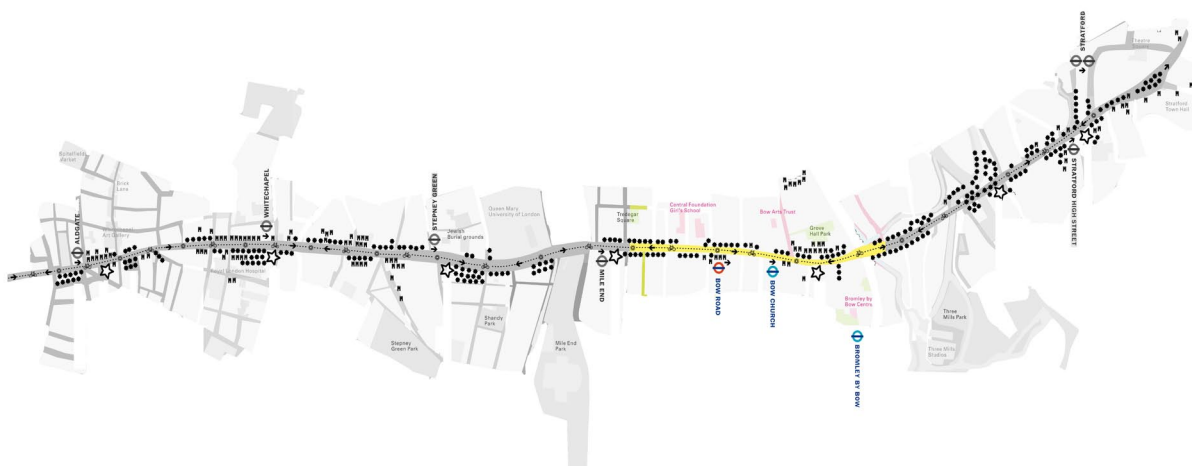 Spitalfields
Market
Brick
Lane
Art Gallery
ALDGATE
WHITECHAPEL
Royal London Hospital
STEPNEY GREEN
Jewish
Burial grounds
Queen Mary
University of London
Stepney
Green Park
Shandy
Park
Mile End
Park
MILE END
Tredegar
Square
Central Foundation
Girl's School
BOW ROAD
Bow Arts Trust
BOW CHURCH
Grove
Hall Park
Bromley by
Bow Centre
BROMLEY BY BOW
Three
Mills Park
Three Mills
Studios
STRATFORD HIGH STREET
STRATFORD
Theatre
Stratford
Town Hall